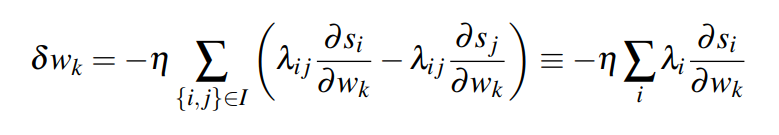 δw_k = −η ∑_{{i,j}∈I} (λ_{ij} ∂s_i/∂w_k − λ_{ij} ∂s_j/∂w_k) ≡ −η ∑_i λ_i ∂s_i/∂w_k